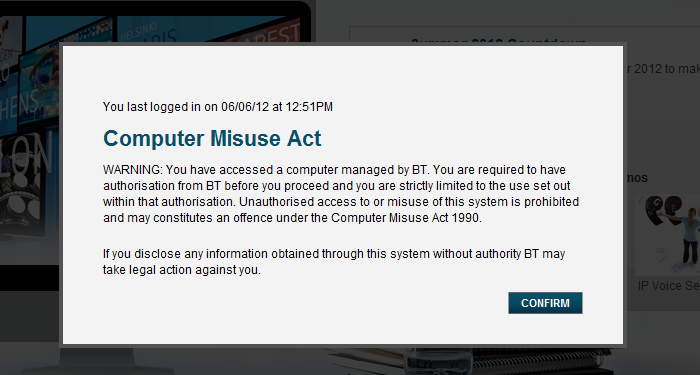 HELSINKI
You last logged in on 06/06/12 at 12:51PM
Computer Misuse Act
WARNING: You have accessed a computer managed by BT. You are required to have
authorisation from BT before you proceed and you are strictly limited to the use set out
within that authorisation. Unauthorised access to or misuse of this system is prohibited
and may constitutes an offence under the Computer Misuse Act 1990.
If you disclose any information obtained through this system without authority BT may
take legal action against you.
CONFIRM
r 2012 to mak
mos
IP Voice Se